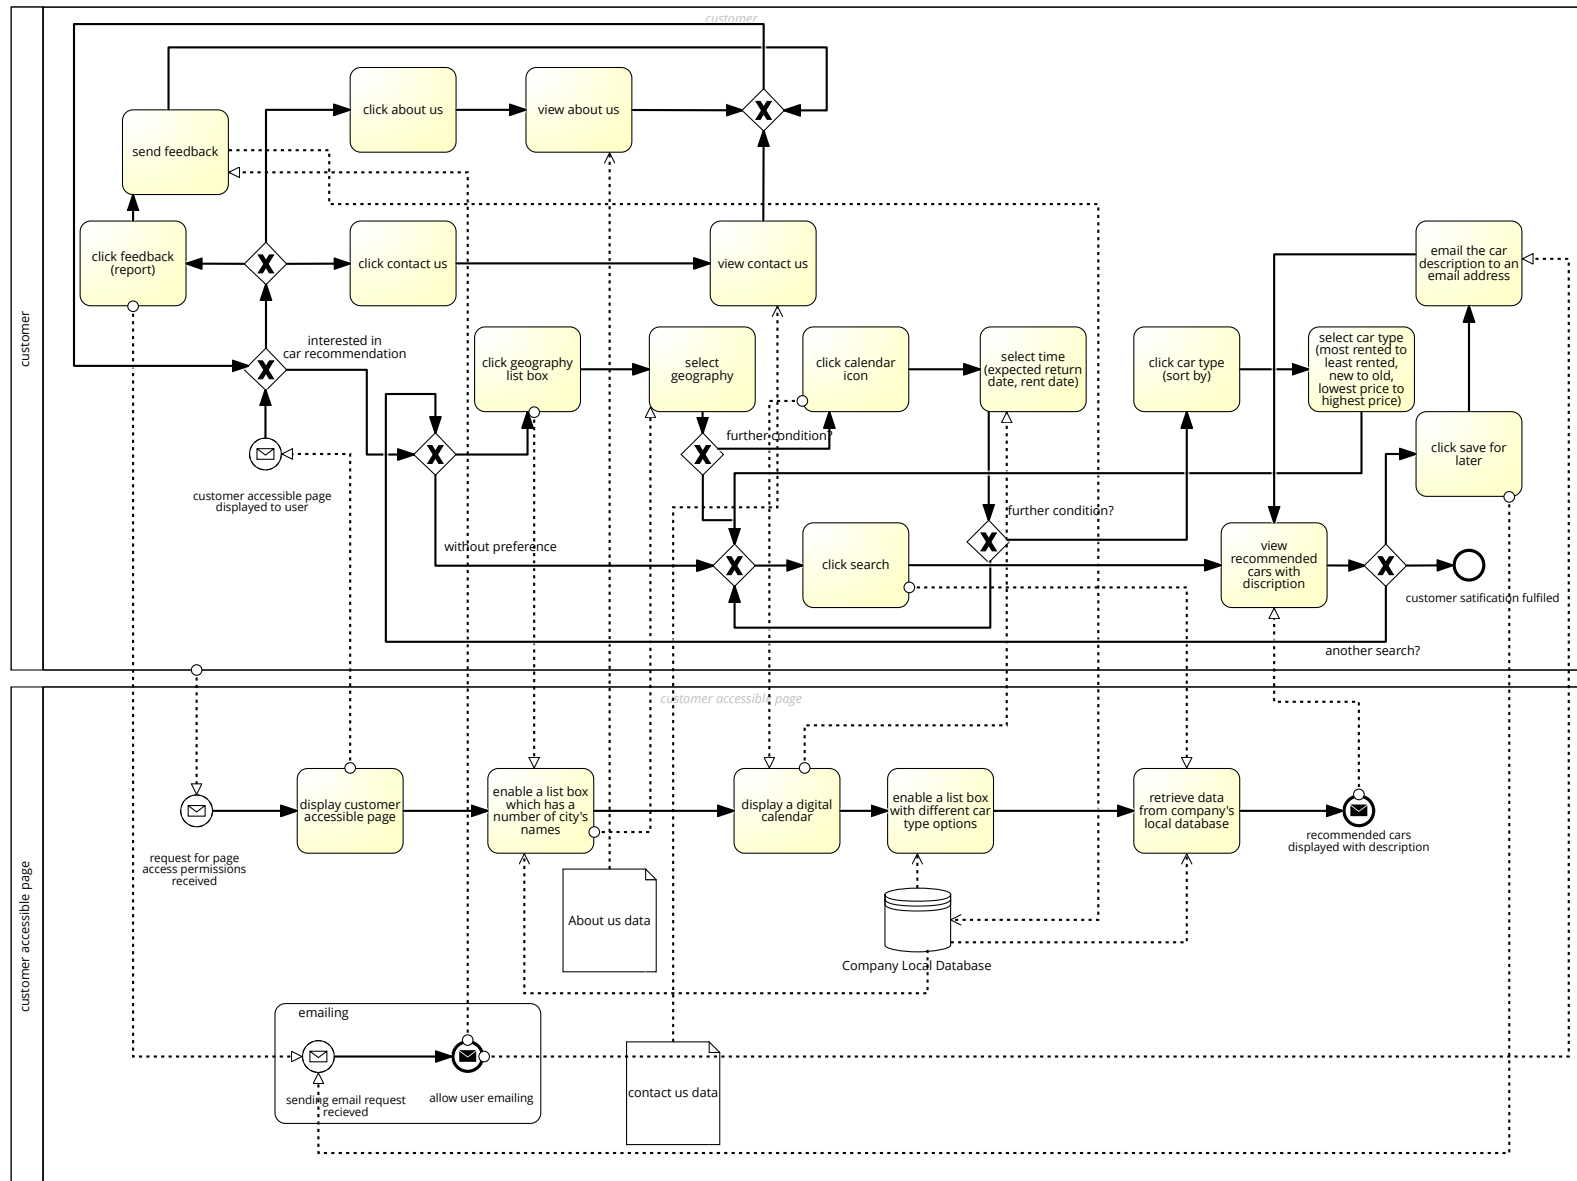 customer
customer
click about us
view about us
send feedback
click feedback
(report)
click contact us
view contact us
email the car
description to an
email address
interested in
car recommendation
click geography
list box
select
geography
click calendar
icon
select time
(expected return
date, rent date)
click car type
(sort by)
select car type
(most rented to
least rented,
new to old,
lowest price to
highest price)
further condition?
click save for
later
customer accessible page
displayed to user
further condition?
without preference
click search
view
recommended
cars with
discription
customer satification fulfiled
another search?
customer accessible page
customer accessible page
display customer
accessible page
enable a list box
which has a
number of city's
names
display a digital
calendar
enable a list box
with different car
type options
retrieve data
from company's
local database
recommended cars
displayed with description
request for page
access permissions
received
About us data
Company Local Database
emailing
sending email request
recieved
allow user emailing
contact us data